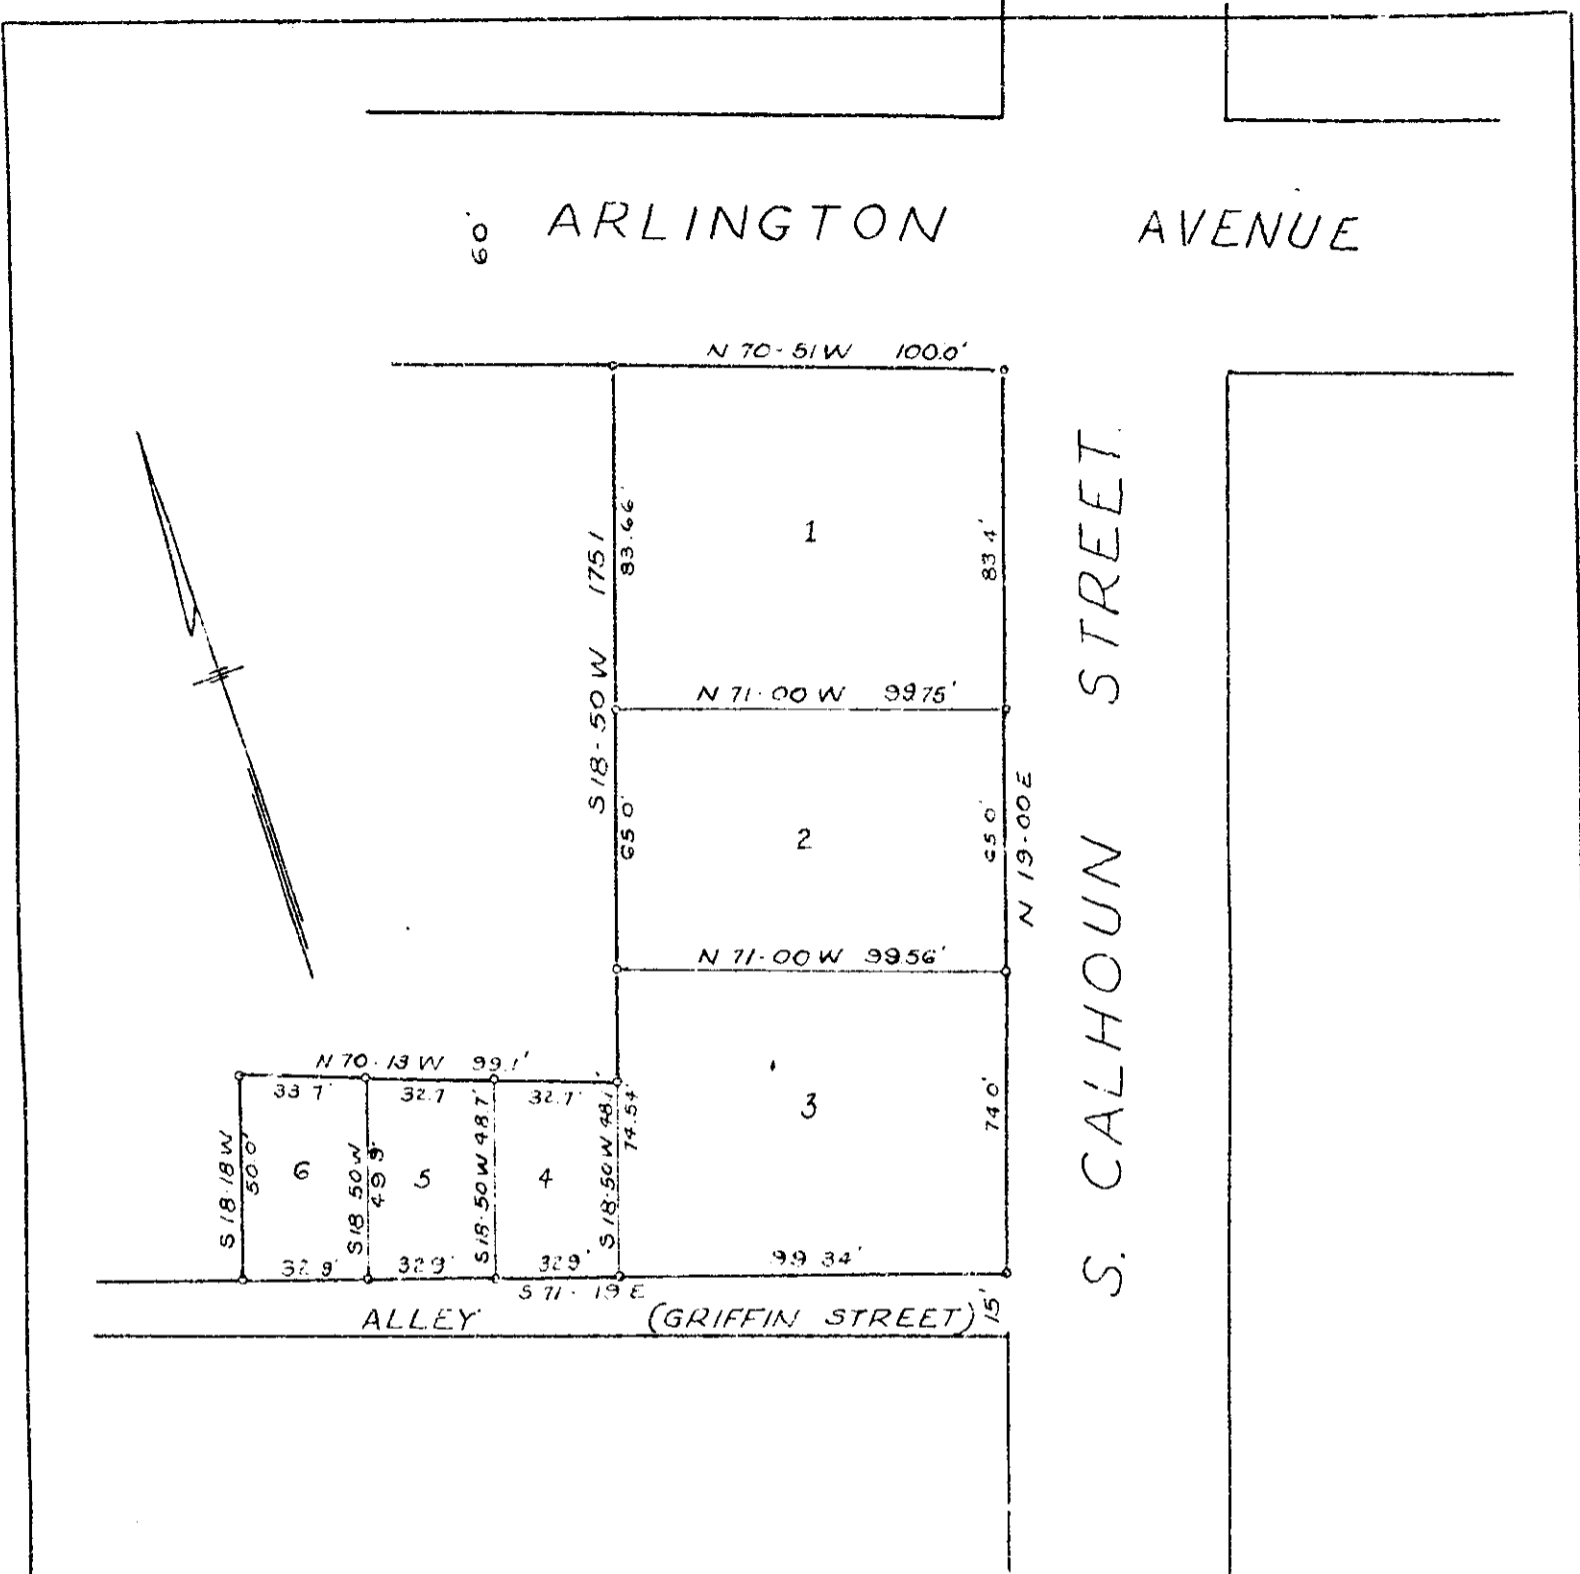 60'
ARLINGTON AVENUE
N 70-51 W 100.0'
S 18-50 W 175.1
83.66'
1
83.4'
S. CALHOUN STREET
N 71-00 W 99.75'
65.0'
2
65.0'
N 19-00 E
N 71-00 W 99.56'
N 70-13 W 99.1'
33.7'
32.7
32.7'
S 18-18 W
50.0'
6
S 18 50 W
49.9'
5
S 18-50 W 48.7'
4
S 18-50 W 48.1'
74.54'
3
74.0'
32.9'
32.9'
32.9'
99.34'
S 71-19 E
ALLEY (GRIFFIN STREET)
15'